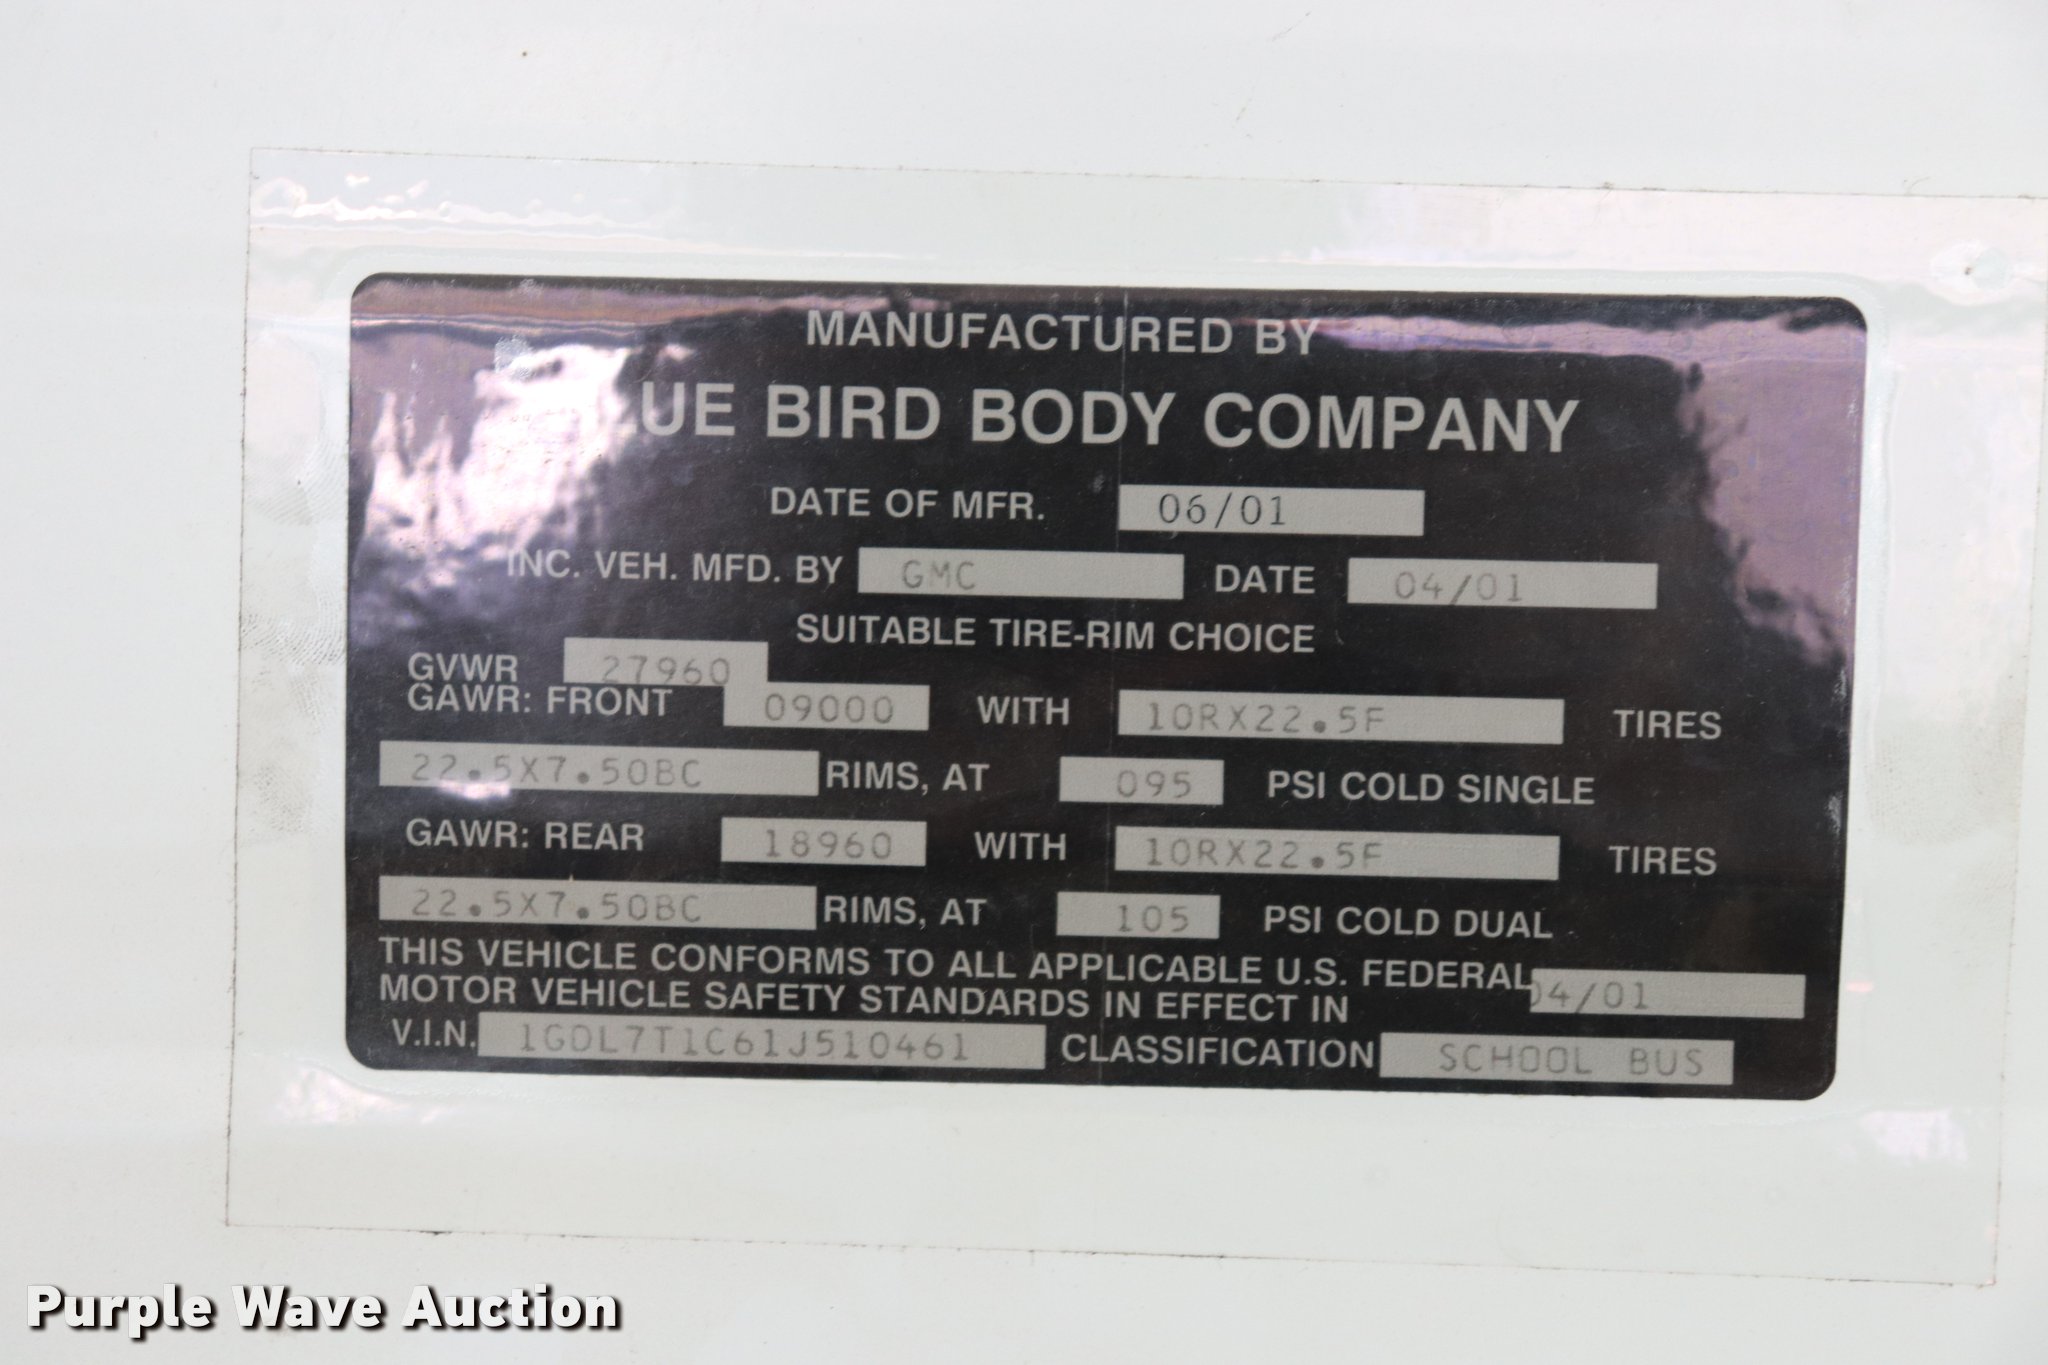 MANUFACTURED BY
BLUE BIRD BODY COMPANY
DATE OF MFR. 06/01
INC. VEH. MFD. BY GMC DATE 04/01
SUITABLE TIRE-RIM CHOICE
GVWR 27960
GAWR: FRONT 09000 WITH 10RX22.5F TIRES
22.5X7.50BC RIMS, AT 095 PSI COLD SINGLE
GAWR: REAR 18960 WITH 10RX22.5F TIRES
22.5X7.50BC RIMS, AT 105 PSI COLD DUAL
THIS VEHICLE CONFORMS TO ALL APPLICABLE U.S. FEDERAL
MOTOR VEHICLE SAFETY STANDARDS IN EFFECT IN 04/01
V.I.N. 1GDL7T1C61J510461 CLASSIFICATION SCHOOL BUS
Purple Wave Auction